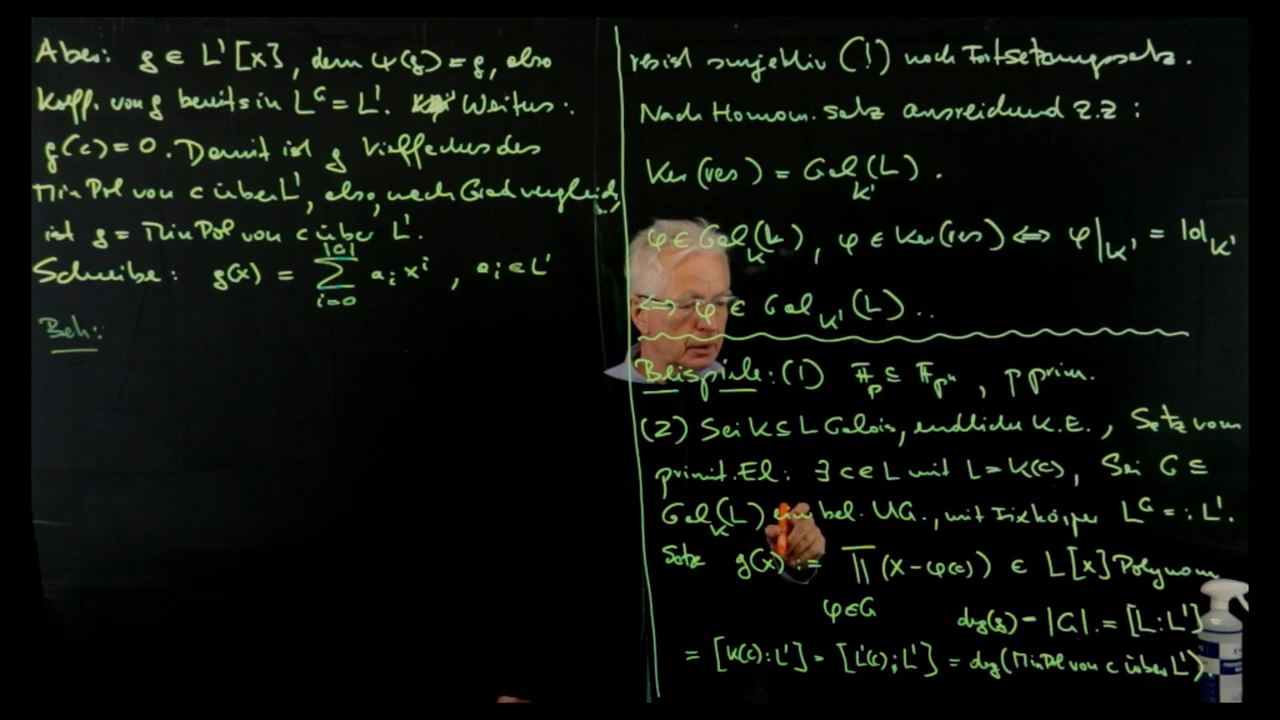 Aber: g ∈ L'[x], denn φ(g) = g, also
Koeff. von g bereits in L^G = L'. Weiters:
g(c) = 0. Damit ist g Vielfaches des
MinPol von c über L', also, nach Gradvergleich,
ist g = MinPol von c über L'.
Schreibe: g(x) = ∑_{i=0}^{|G|} a_i x^i, a_i ∈ L'
Beh:
res ist surjektiv (!) nach Fortsetzungssatz.
Nach Homom. satz ausreichend z.z:
Ker(res) = Gal_{K'}(L).
φ ∈ Gal_K(L), φ ∈ Ker(res) ⇔ φ|_{K'} = id_{K'}
⇔ φ ∈ Gal_{K'}(L)..
Beispiele: (1) 𝔽_p ⊆ 𝔽_{p^n}, p prim.
(2) Sei K ⊆ L Galois, endliche K.E., Satz vom
primit. El: ∃ c ∈ L mit L = K(c), Sei G ⊆
Gal_K(L) eine bel. UG., mit Fixkörper L^G =: L'.
Setze g(x) := ∏_{φ∈G} (x-φ(c)) ∈ L[x] Polynom
deg(g) = |G|. = [L:L'] =
= [K(c):L'] = [L'(c):L'] = deg(MinPol von c über L').